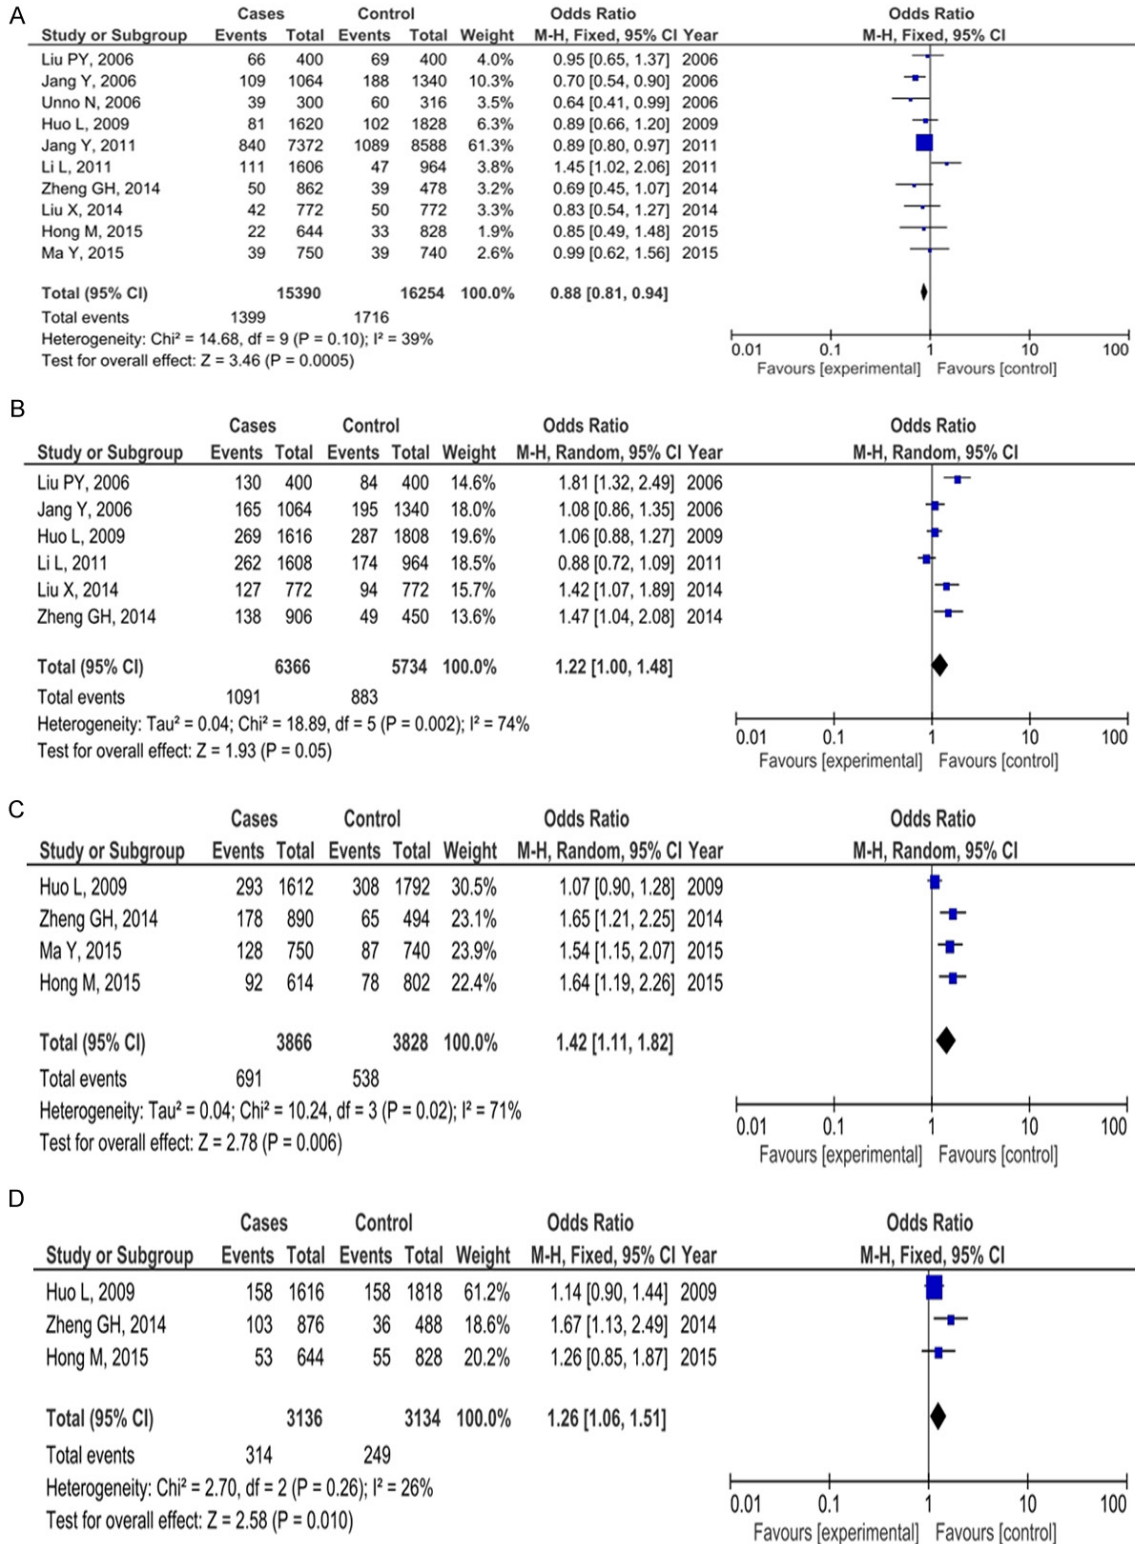 A
Cases Control Odds Ratio Odds Ratio
Study or Subgroup Events Total Events Total Weight M-H, Fixed, 95% CI Year M-H, Fixed, 95% CI
Liu PY, 2006 66 400 69 400 4.0% 0.95 [0.65, 1.37] 2006
Jang Y, 2006 109 1064 188 1340 10.3% 0.70 [0.54, 0.90] 2006
Unno N, 2006 39 300 60 316 3.5% 0.64 [0.41, 0.99] 2006
Huo L, 2009 81 1620 102 1828 6.3% 0.89 [0.66, 1.20] 2009
Jang Y, 2011 840 7372 1089 8588 61.3% 0.89 [0.80, 0.97] 2011
Li L, 2011 111 1606 47 964 3.8% 1.45 [1.02, 2.06] 2011
Zheng GH, 2014 50 862 39 478 3.2% 0.69 [0.45, 1.07] 2014
Liu X, 2014 42 772 50 772 3.3% 0.83 [0.54, 1.27] 2014
Hong M, 2015 22 644 33 828 1.9% 0.85 [0.49, 1.48] 2015
Ma Y, 2015 39 750 39 740 2.6% 0.99 [0.62, 1.56] 2015
Total (95% CI) 15390 16254 100.0% 0.88 [0.81, 0.94]
Total events 1399 1716
Heterogeneity: Chi² = 14.68, df = 9 (P = 0.10); I² = 39%
Test for overall effect: Z = 3.46 (P = 0.0005)
0.01 0.1 1 10 100
Favours [experimental] Favours [control]
B
Cases Control Odds Ratio Odds Ratio
Study or Subgroup Events Total Events Total Weight M-H, Random, 95% CI Year M-H, Random, 95% CI
Liu PY, 2006 130 400 84 400 14.6% 1.81 [1.32, 2.49] 2006
Jang Y, 2006 165 1064 195 1340 18.0% 1.08 [0.86, 1.35] 2006
Huo L, 2009 269 1616 287 1808 19.6% 1.06 [0.88, 1.27] 2009
Li L, 2011 262 1608 174 964 18.5% 0.88 [0.72, 1.09] 2011
Liu X, 2014 127 772 94 772 15.7% 1.42 [1.07, 1.89] 2014
Zheng GH, 2014 138 906 49 450 13.6% 1.47 [1.04, 2.08] 2014
Total (95% CI) 6366 5734 100.0% 1.22 [1.00, 1.48]
Total events 1091 883
Heterogeneity: Tau² = 0.04; Chi² = 18.89, df = 5 (P = 0.002); I² = 74%
Test for overall effect: Z = 1.93 (P = 0.05)
0.01 0.1 1 10 100
Favours [experimental] Favours [control]
C
Cases Control Odds Ratio Odds Ratio
Study or Subgroup Events Total Events Total Weight M-H, Random, 95% CI Year M-H, Random, 95% CI
Huo L, 2009 293 1612 308 1792 30.5% 1.07 [0.90, 1.28] 2009
Zheng GH, 2014 178 890 65 494 23.1% 1.65 [1.21, 2.25] 2014
Ma Y, 2015 128 750 87 740 23.9% 1.54 [1.15, 2.07] 2015
Hong M, 2015 92 614 78 802 22.4% 1.64 [1.19, 2.26] 2015
Total (95% CI) 3866 3828 100.0% 1.42 [1.11, 1.82]
Total events 691 538
Heterogeneity: Tau² = 0.04; Chi² = 10.24, df = 3 (P = 0.02); I² = 71%
Test for overall effect: Z = 2.78 (P = 0.006)
0.01 0.1 1 10 100
Favours [experimental] Favours [control]
D
Cases Control Odds Ratio Odds Ratio
Study or Subgroup Events Total Events Total Weight M-H, Fixed, 95% CI Year M-H, Fixed, 95% CI
Huo L, 2009 158 1616 158 1818 61.2% 1.14 [0.90, 1.44] 2009
Zheng GH, 2014 103 876 36 488 18.6% 1.67 [1.13, 2.49] 2014
Hong M, 2015 53 644 55 828 20.2% 1.26 [0.85, 1.87] 2015
Total (95% CI) 3136 3134 100.0% 1.26 [1.06, 1.51]
Total events 314 249
Heterogeneity: Chi² = 2.70, df = 2 (P = 0.26); I² = 26%
Test for overall effect: Z = 2.58 (P = 0.010)
0.01 0.1 1 10 100
Favours [experimental] Favours [control]